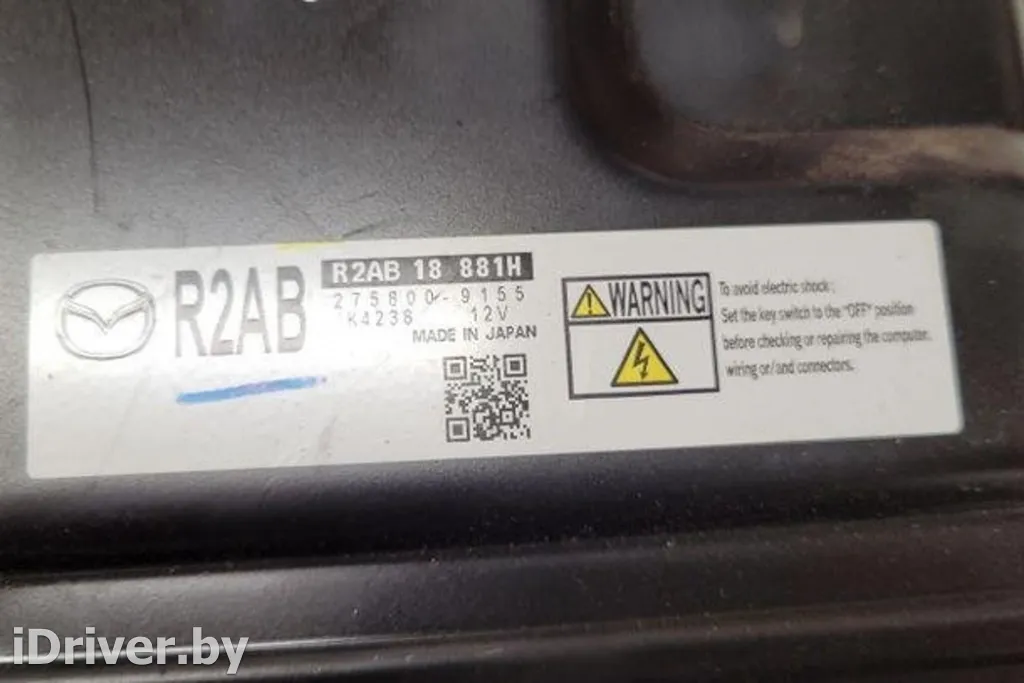 R2AB
R2AB 18 881H
275800-9155
K4238 12V
MADE IN JAPAN
WARNING
To avoid electric shock:
Set the key switch to the "OFF" position
before checking or repairing the computer,
wiring or/and connectors.
iDriver.by